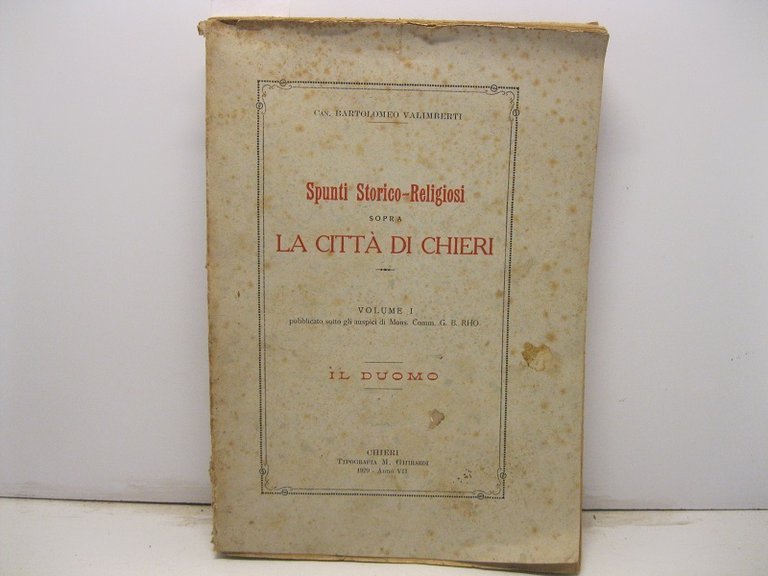 CAN. BARTOLOMEO VALIMBERTI
Spunti Storico-Religiosi
SOPRA
LA CITTÀ DI CHIERI
VOLUME I
pubblicato sotto gli auspici di Mons. Comm. G. B. RHO
IL DUOMO
CHIERI
TIPOGRAFIA M. GHIRARDI
1929 - ANNO VII